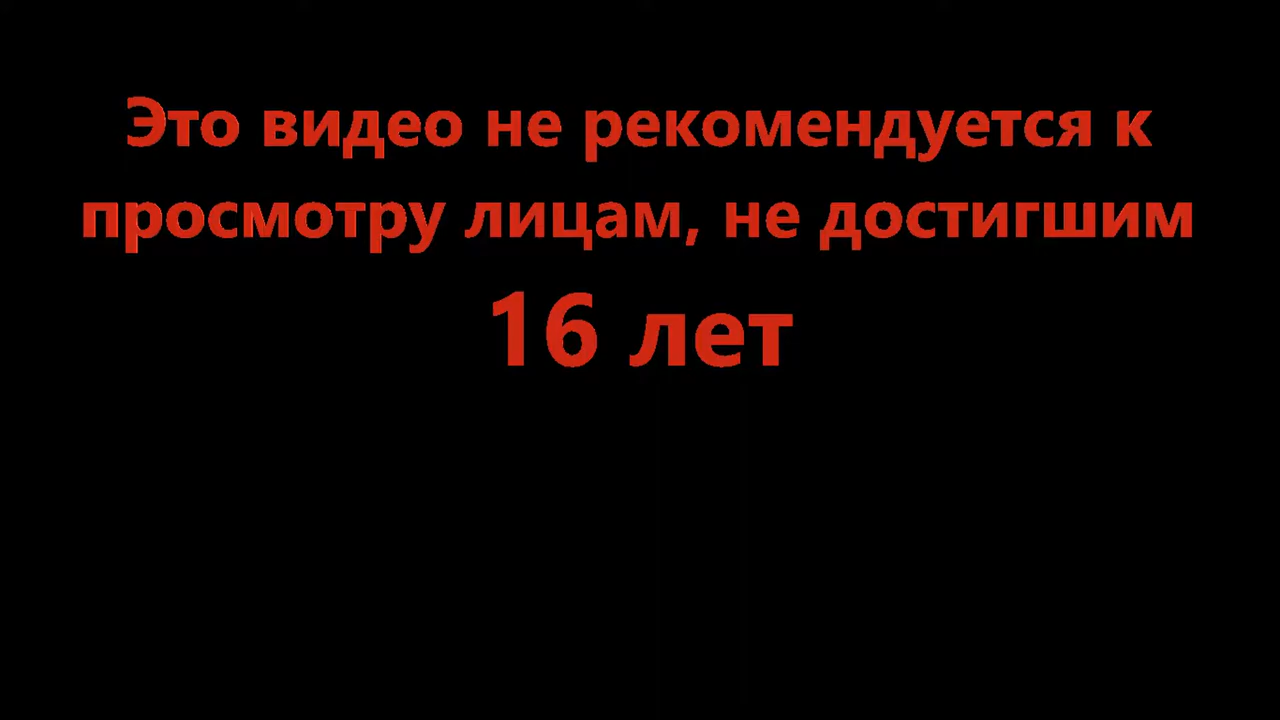 Это видео не рекомендуется к
просмотру лицам, не достигшим
16 лет